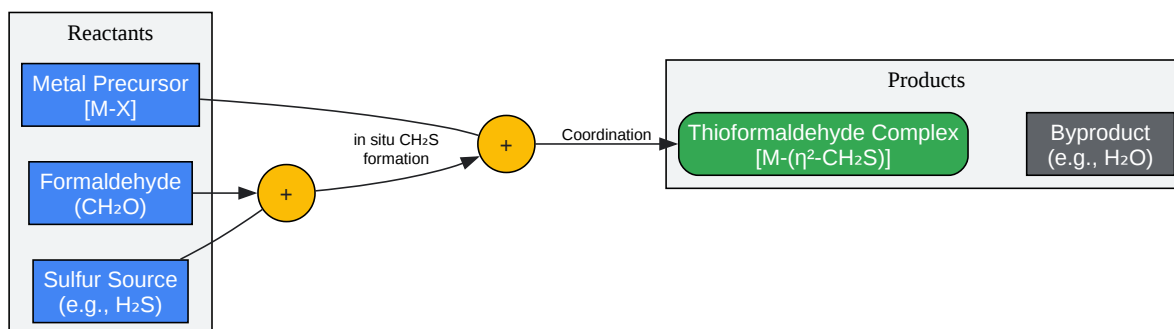 Reactants
Metal Precursor
[M-X]
Formaldehyde
(CH₂O)
Sulfur Source
(e.g., H₂S)
+
in situ CH₂S
formation
+
Coordination
Products
Thioformaldehyde Complex
[M-(η²-CH₂S)]
Byproduct
(e.g., H₂O)